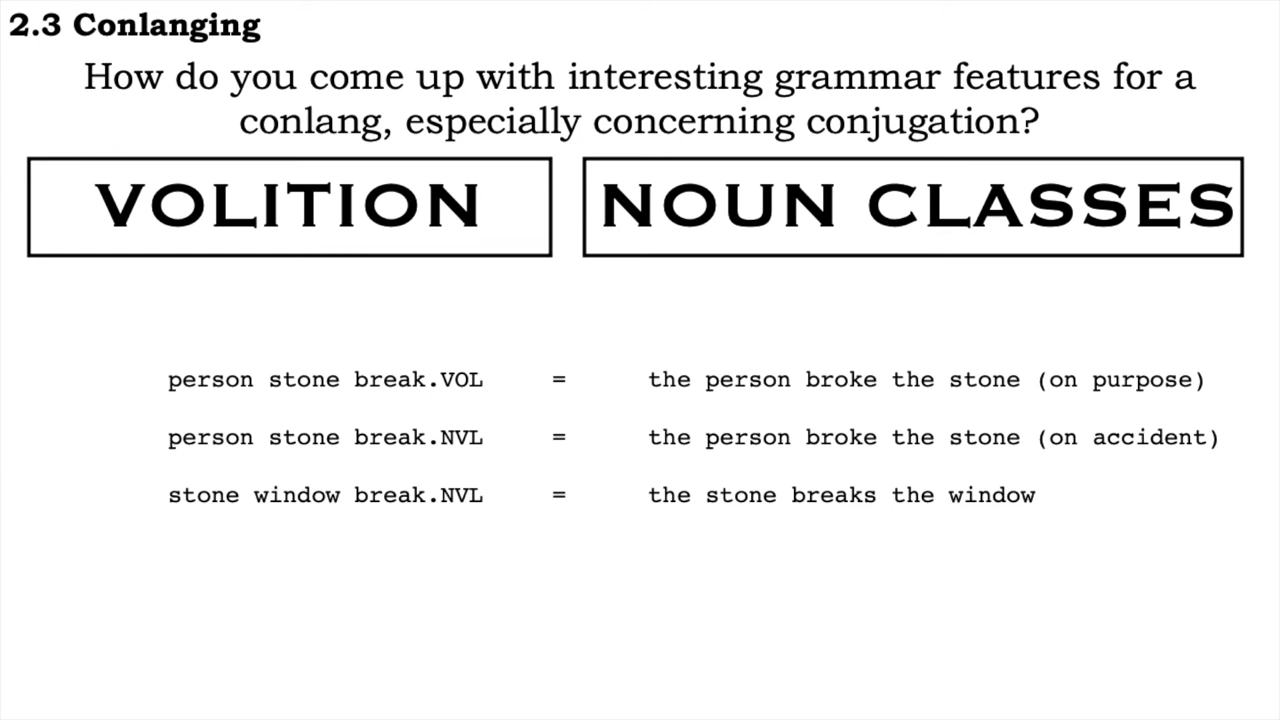 2.3 Conlanging
How do you come up with interesting grammar features for a
conlang, especially concerning conjugation?
VOLITION
NOUN CLASSES
person stone break.VOL = the person broke the stone (on purpose)
person stone break.NVL = the person broke the stone (on accident)
stone window break.NVL = the stone breaks the window